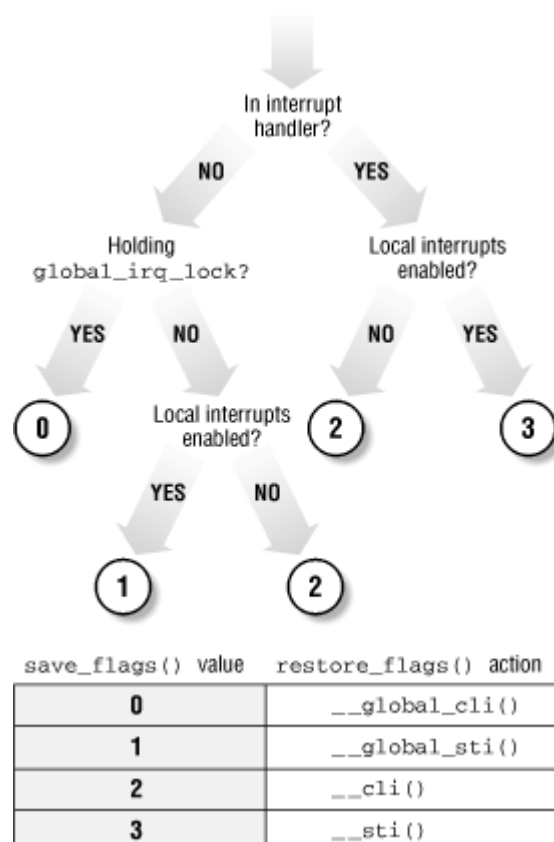 In interrupt
handler?
NO
YES
Holding
global_irq_lock?
Local interrupts
enabled?
YES
NO
NO
YES
0
Local interrupts
enabled?
2
3
YES
NO
1
2
save_flags() value restore_flags() action
0 __global_cli()
1 __global_sti()
2 __cli()
3 __sti()